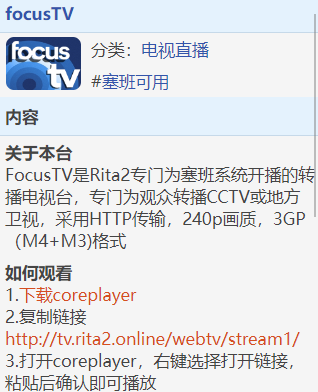 focusTV
focus
tv
分类：电视直播
#塞班可用
内容
关于本台
FocusTV是Rita2专门为塞班系统开播的转
播电视台，专门为观众转播CCTV或地方
卫视，采用HTTP传输，240p画质，3GP
（M4+M3)格式
如何观看
1.下载coreplayer
2.复制链接
http://tv.rita2.online/webtv/stream1/
3.打开coreplayer，右键选择打开链接，
粘贴后确认即可播放